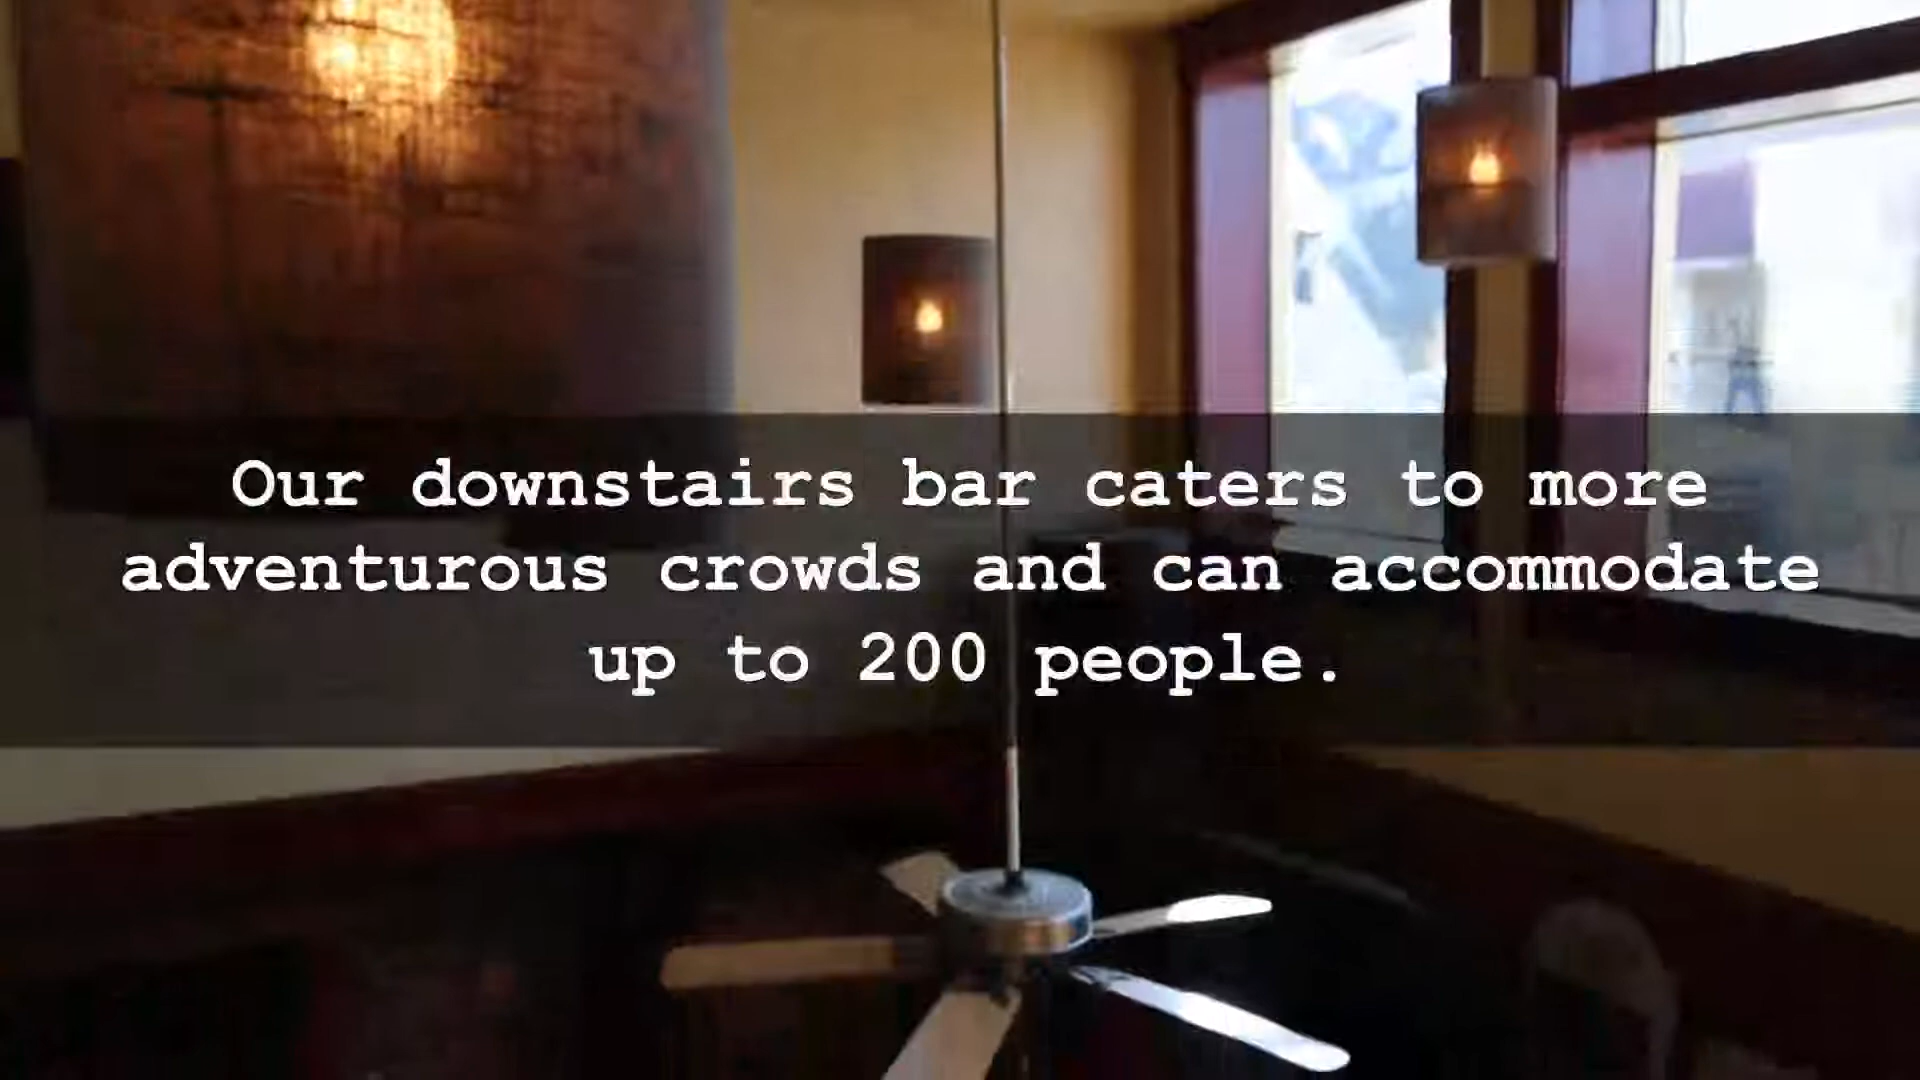 Our downstairs bar caters to more
adventurous crowds and can accommodate
up to 200 people.